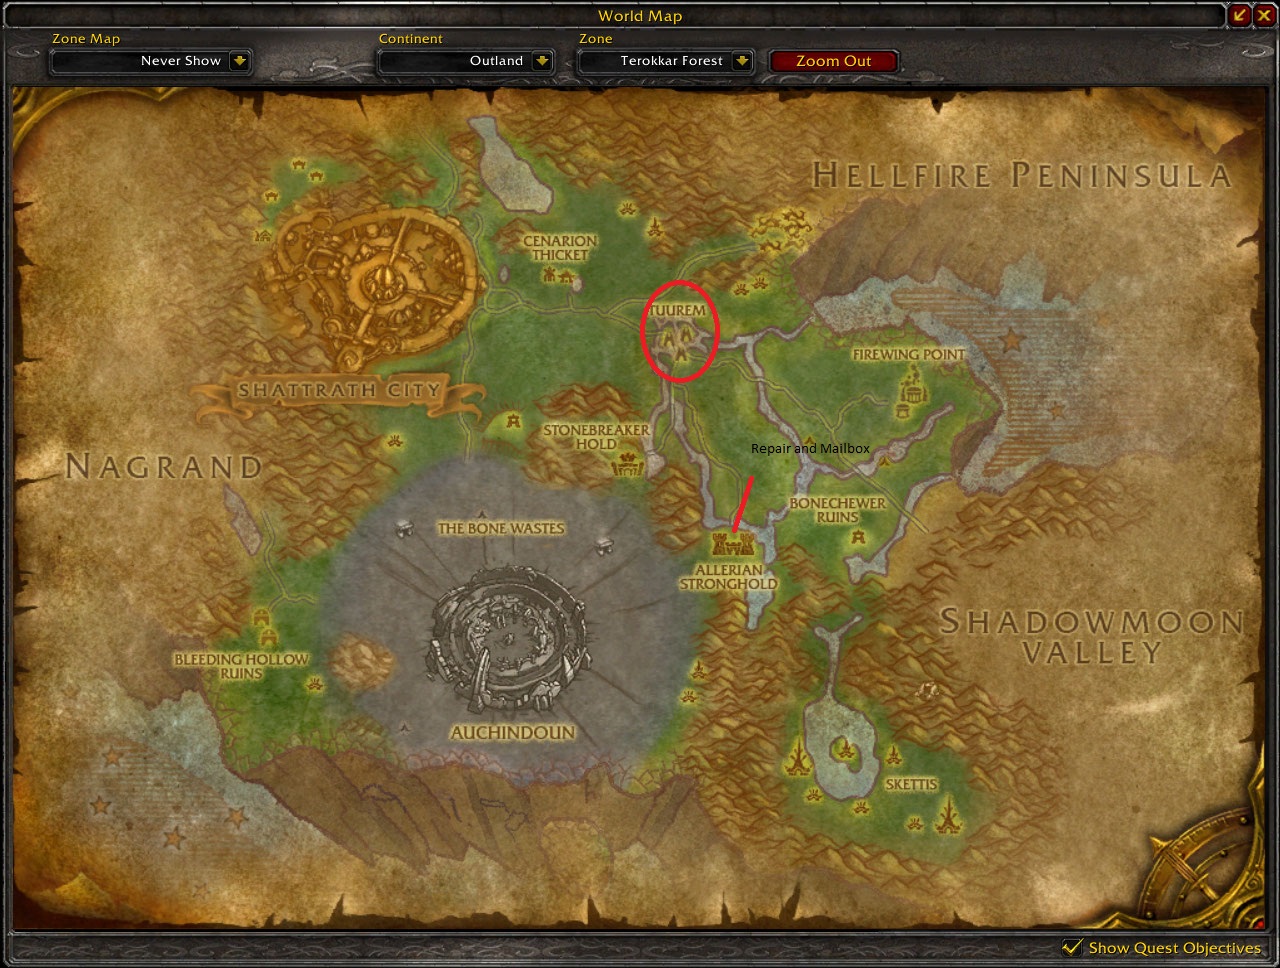 World Map
Zone Map
Continent
Zone
Never Show
Outland
Terokkar Forest
Zoom Out
HELLFIRE PENINSULA
CENARION
THICKET
TUUREM
FIREWING POINT
SHATTRATH CITY
STONEBREAKER
HOLD
Repair and Mailbox
NAGRAND
BONECHEWER
RUINS
THE BONE WASTES
ALLERIAN
STRONGHOLD
SHADOWMOON
VALLEY
BLEEDING HOLLOW
RUINS
AUCHINDOUN
SKETTIS
Show Quest Objectives